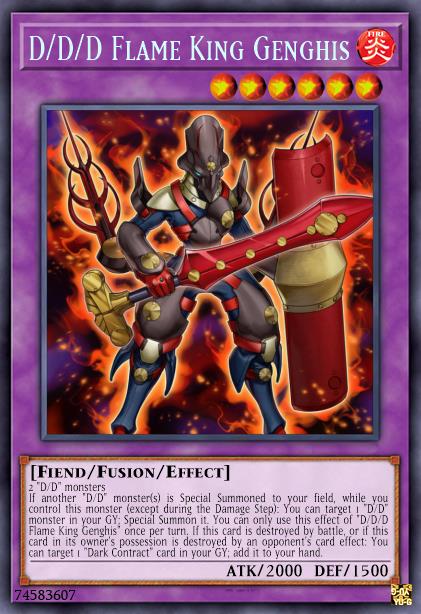 D/D/D FLAME KING GENGHIS
FIRE
炎
[FIEND/FUSION/EFFECT]
2 "D/D" monsters
If another "D/D" monster(s) is Special Summoned to your field, while you
control this monster (except during the Damage Step): You can target 1 "D/D"
monster in your GY; Special Summon it. You can only use this effect of "D/D/D
Flame King Genghis" once per turn. If this card is destroyed by battle, or if this
card in its owner's possession is destroyed by an opponent's card effect: You
can target 1 "Dark Contract" card in your GY; add it to your hand.
ATK/2000 DEF/1500
74583607